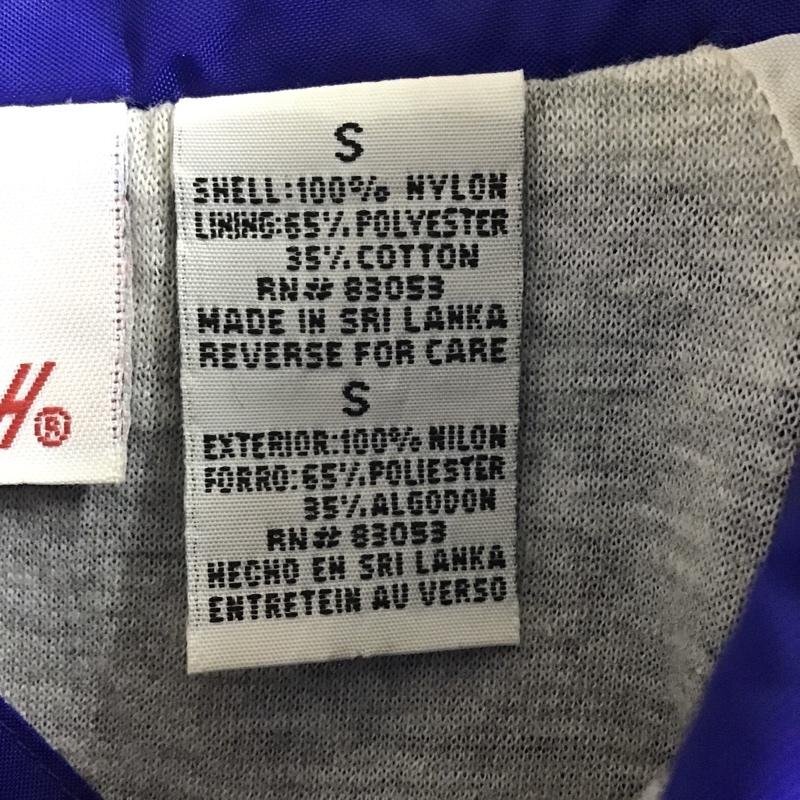 H®
S
SHELL:100% NYLON
LINING:65% POLYESTER
35% COTTON
RN# 83053
MADE IN SRI LANKA
REVERSE FOR CARE
S
EXTERIOR:100% NILON
FORRO:65% POLIESTER
35% ALGODON
RN# 83053
HECHO EN SRI LANKA
ENTRETEIN AU VERSO